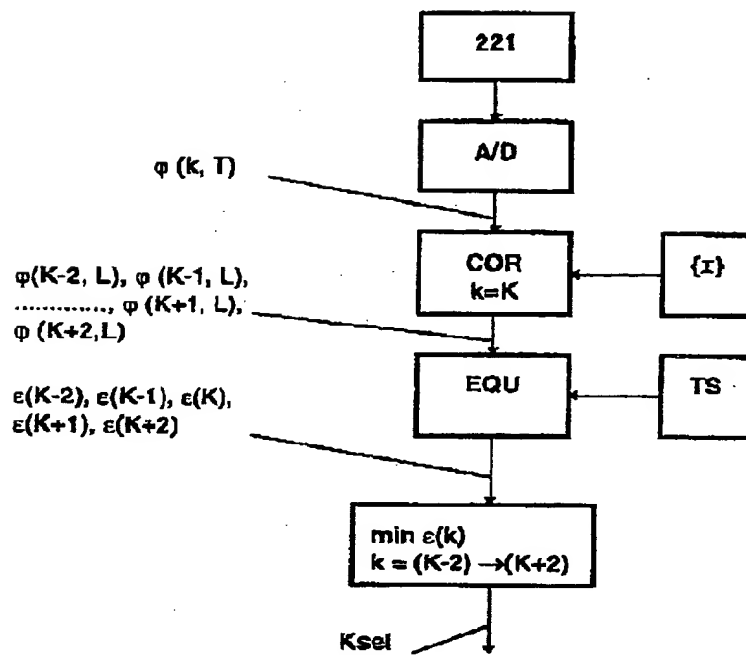 221
A/D
φ (k, T)
COR
k=K
{I}
φ(K-2, L), φ (K-1, L),
............., φ (K+1, L),
φ (K+2,L)
EQU
TS
ε(K-2), ε(K-1), ε(K),
ε(K+1), ε(K+2)
min ε(k)
k = (K-2) →(K+2)
Ksel